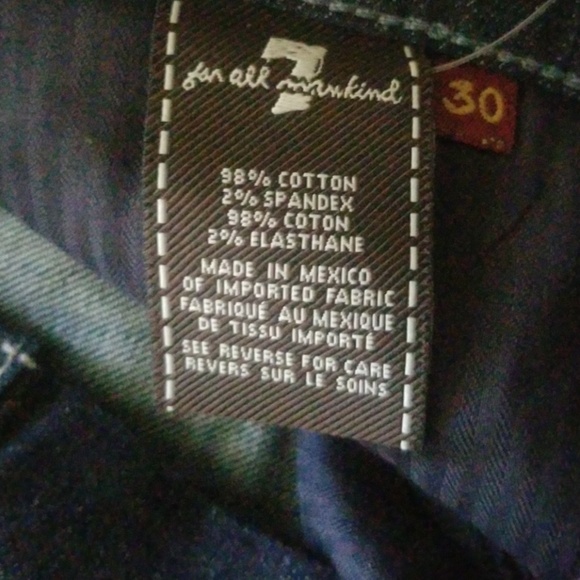 7
for all mankind
30
98% COTTON
2% SPANDEX
98% COTON
2% ELASTHANE
MADE IN MEXICO
OF IMPORTED FABRIC
FABRIQUÉ AU MEXIQUE
DE TISSU IMPORTÉ
SEE REVERSE FOR CARE
REVERS SUR LE SOINS